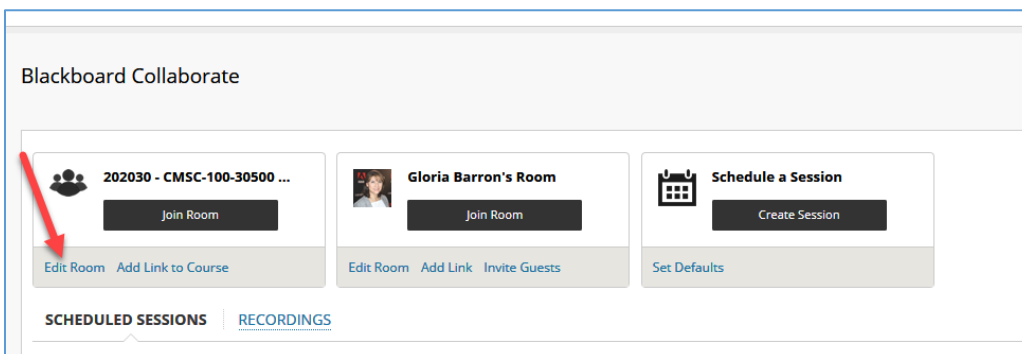 Blackboard Collaborate
202030 - CMSC-100-30500 ...
Join Room
Edit Room Add Link to Course
Gloria Barron's Room
Join Room
Edit Room Add Link Invite Guests
Schedule a Session
Create Session
Set Defaults
SCHEDULED SESSIONS RECORDINGS